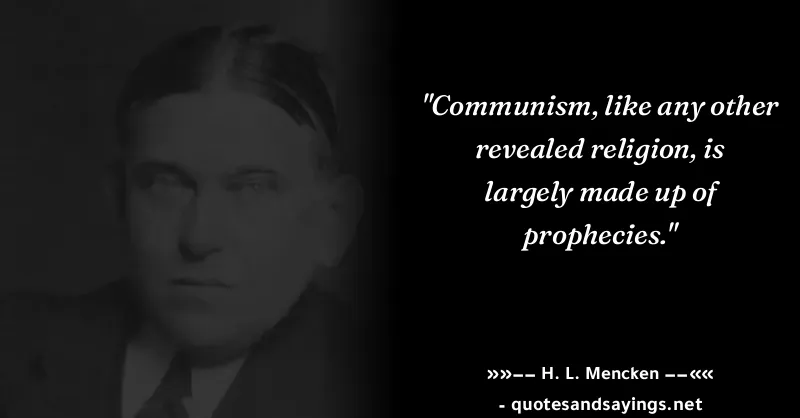 "Communism, like any other
revealed religion, is
largely made up of
prophecies."
»»–– H. L. Mencken ––««
- quotesandsayings.net